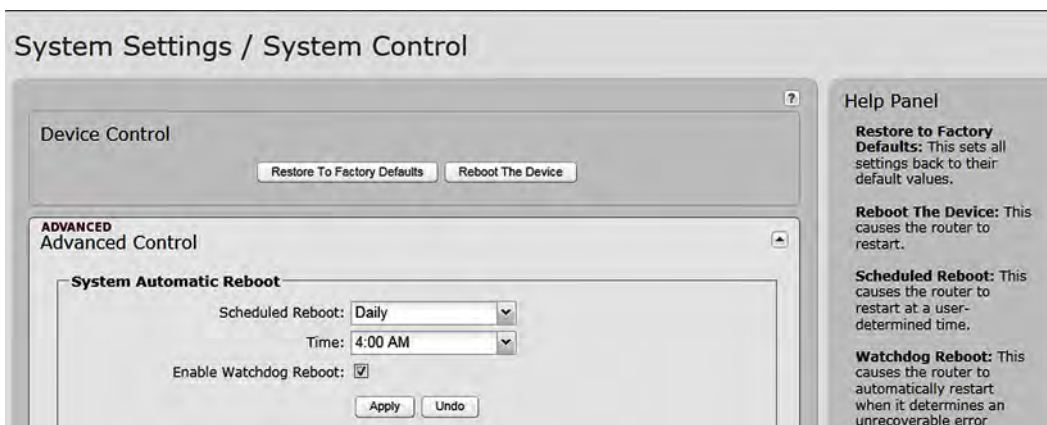 System Settings / System Control
?
Device Control
Restore To Factory Defaults Reboot The Device
ADVANCED
Advanced Control
System Automatic Reboot
Scheduled Reboot: Daily
Time: 4:00 AM
Enable Watchdog Reboot:
Apply Undo
Help Panel
Restore to Factory
Defaults: This sets all
settings back to their
default values.
Reboot The Device: This
causes the router to
restart.
Scheduled Reboot: This
causes the router to
restart at a user-
determined time.
Watchdog Reboot: This
causes the router to
automatically restart
when it determines an
unrecoverable error